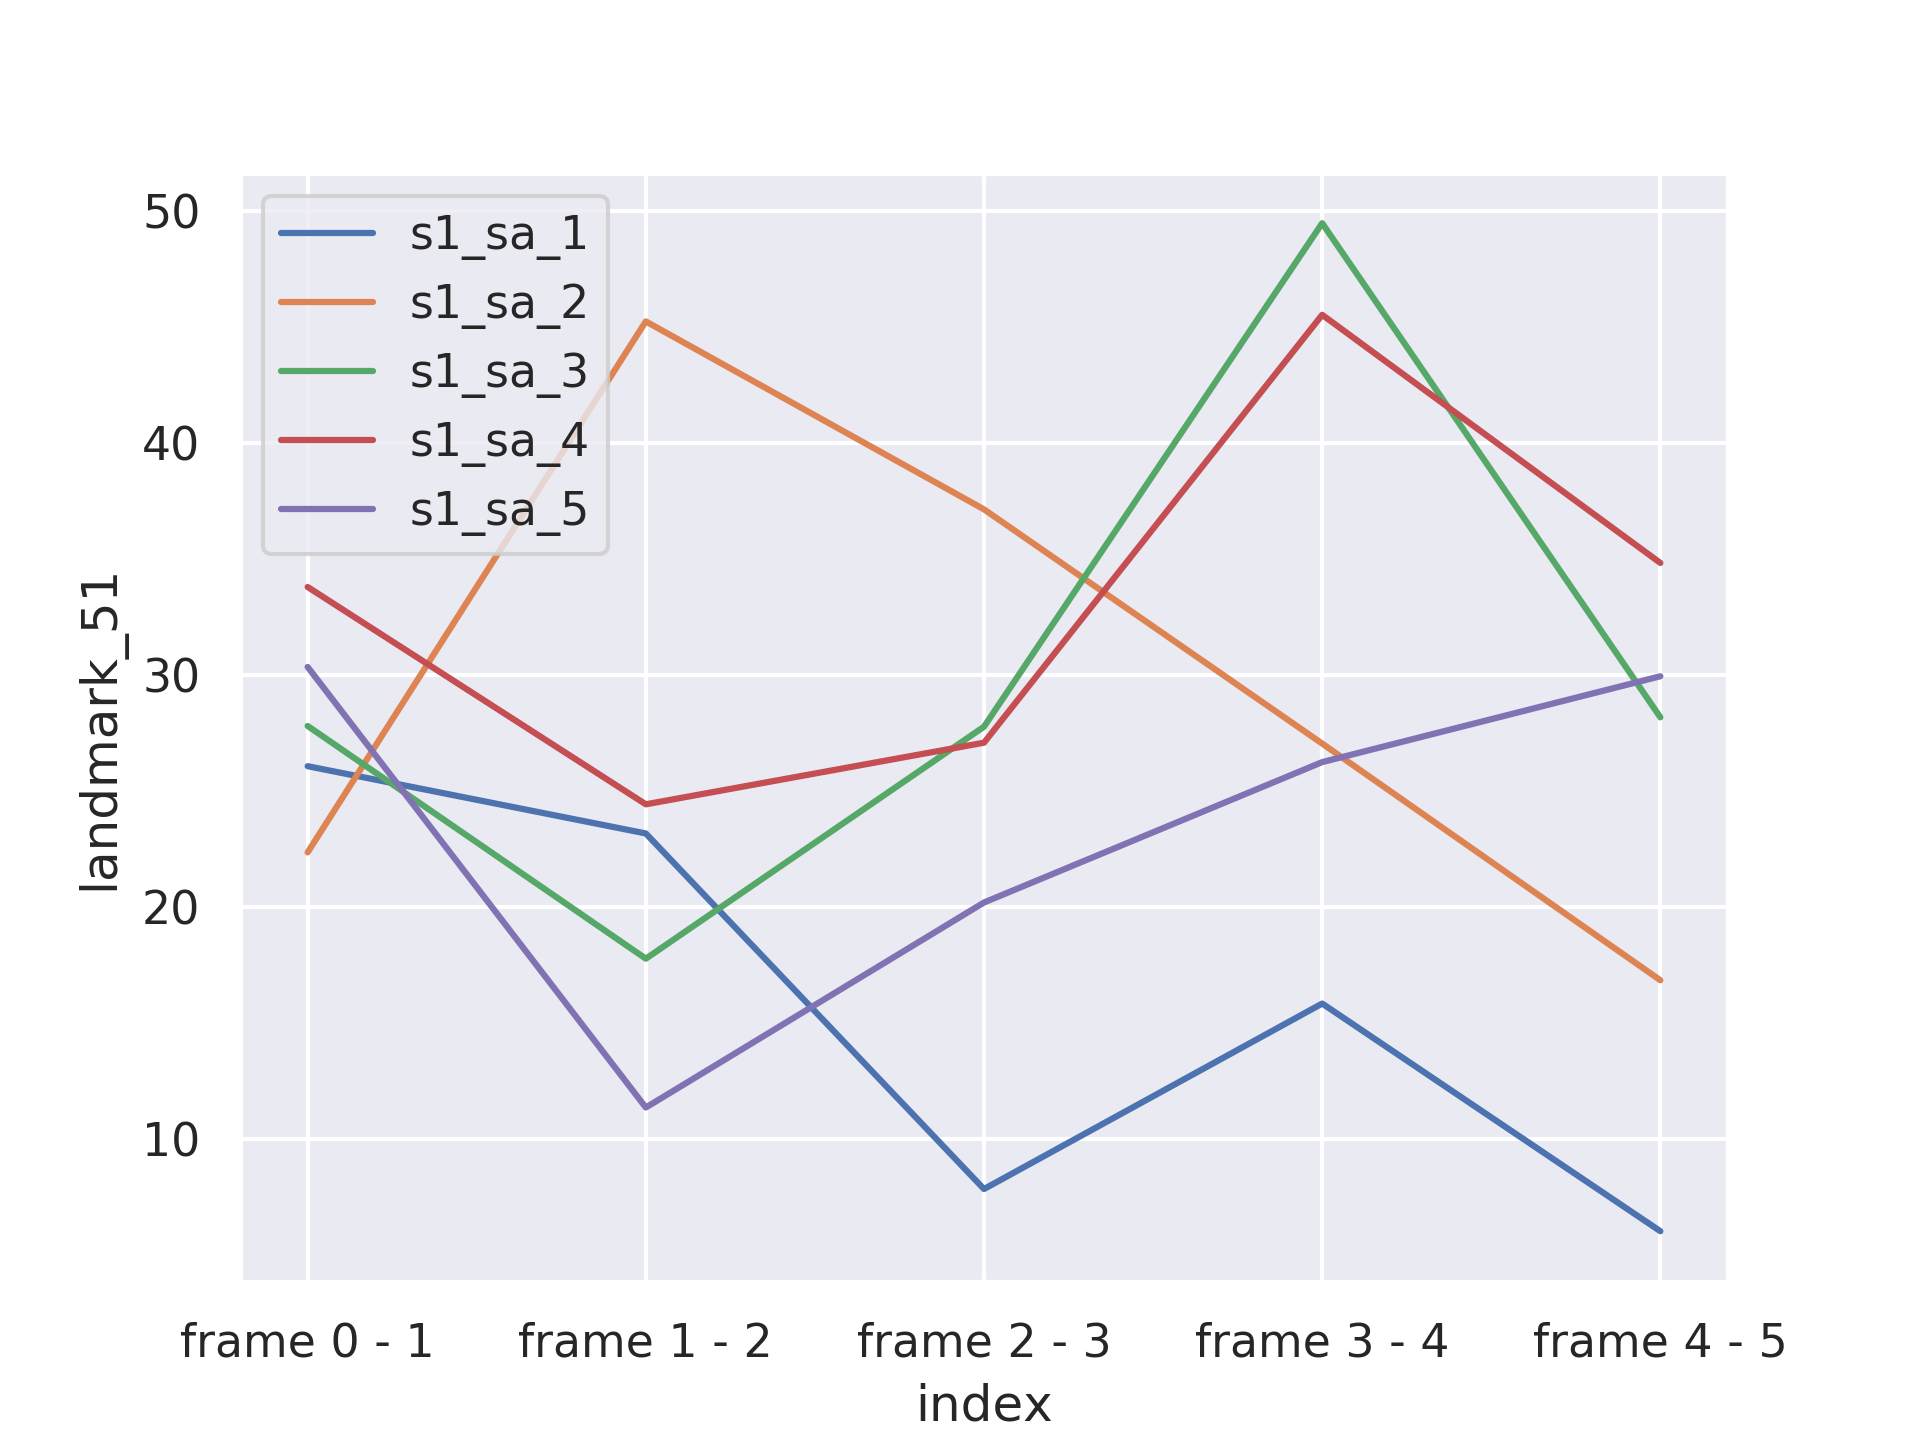 50
40
30
20
10
landmark_51
s1_sa_1
s1_sa_2
s1_sa_3
s1_sa_4
s1_sa_5
frame 0 - 1 frame 1 - 2 frame 2 - 3 frame 3 - 4 frame 4 - 5
index